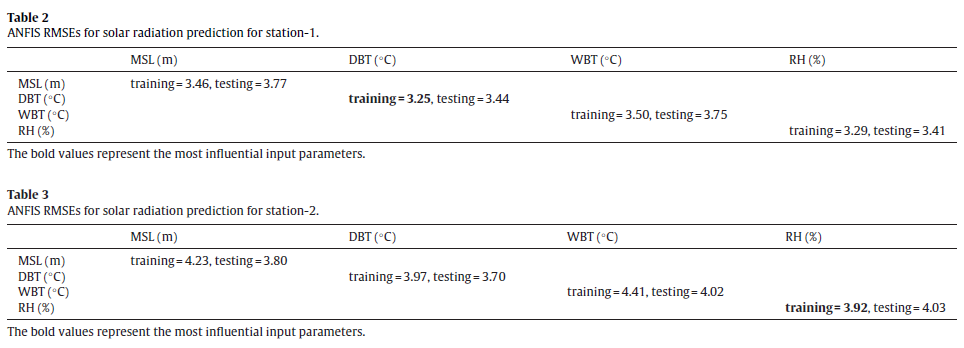 Table 2
ANFIS RMSEs for solar radiation prediction for station-1.
MSL (m) DBT (◦C) WBT (◦C) RH (%)
MSL (m) training = 3.46, testing = 3.77
DBT (◦C) training = 3.25, testing = 3.44
WBT (◦C) training = 3.50, testing = 3.75
RH (%) training = 3.29, testing = 3.41
The bold values represent the most influential input parameters.
Table 3
ANFIS RMSEs for solar radiation prediction for station-2.
MSL (m) DBT (◦C) WBT (◦C) RH (%)
MSL (m) training = 4.23, testing = 3.80
DBT (◦C) training = 3.97, testing = 3.70
WBT (◦C) training = 4.41, testing = 4.02
RH (%) training = 3.92, testing = 4.03
The bold values represent the most influential input parameters.